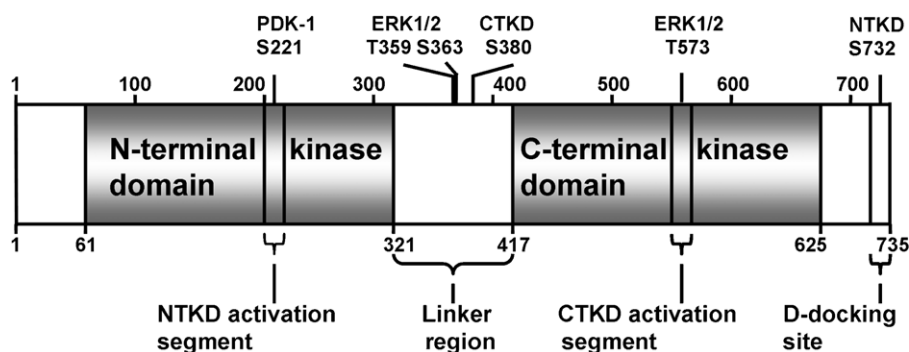 PDK-1 ERK1/2 CTKD ERK1/2 NTKD
S221 T359 S363 S380 T573 S732
1 100 200 300 400 500 600 700
N-terminal kinase C-terminal kinase
domain domain
1 61 321 417 625 735
NTKD activation Linker CTKD activation D-docking
segment region segment site